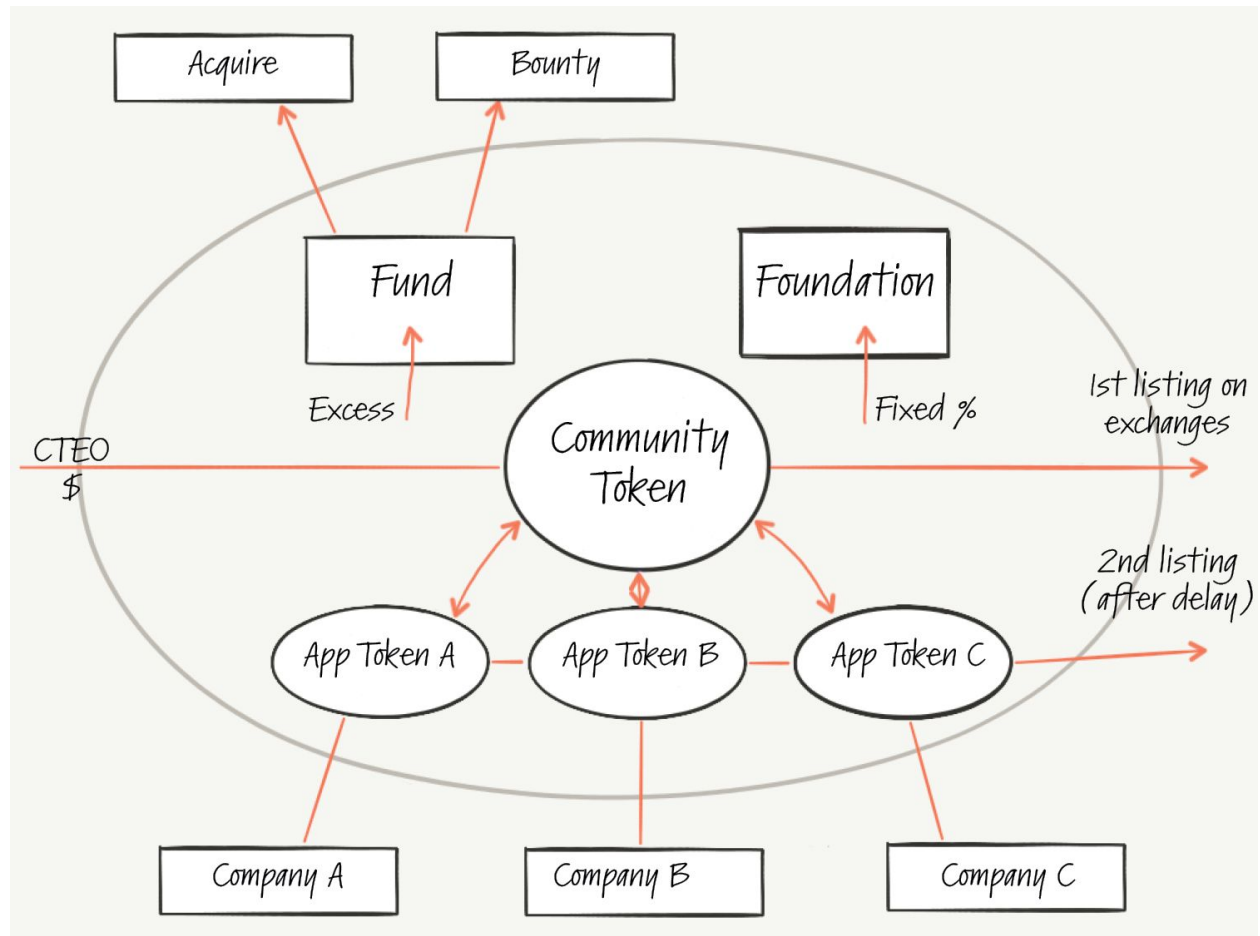 Acquire
Bounty
Fund
Foundation
Excess
Fixed %
1st listing on
exchanges
CTEO
$
Community
Token
2nd listing
(after delay)
App Token A
App Token B
App Token C
Company A
Company B
Company C